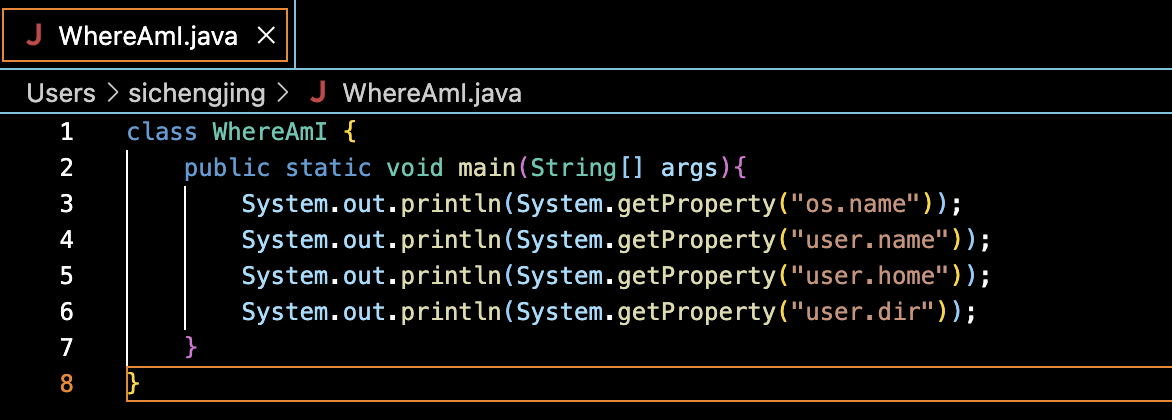 J WhereAmI.java ×
Users > sichengjing > J WhereAmI.java
1 class WhereAmI {
2     public static void main(String[] args){
3         System.out.println(System.getProperty("os.name"));
4         System.out.println(System.getProperty("user.name"));
5         System.out.println(System.getProperty("user.home"));
6         System.out.println(System.getProperty("user.dir"));
7     }
8 }